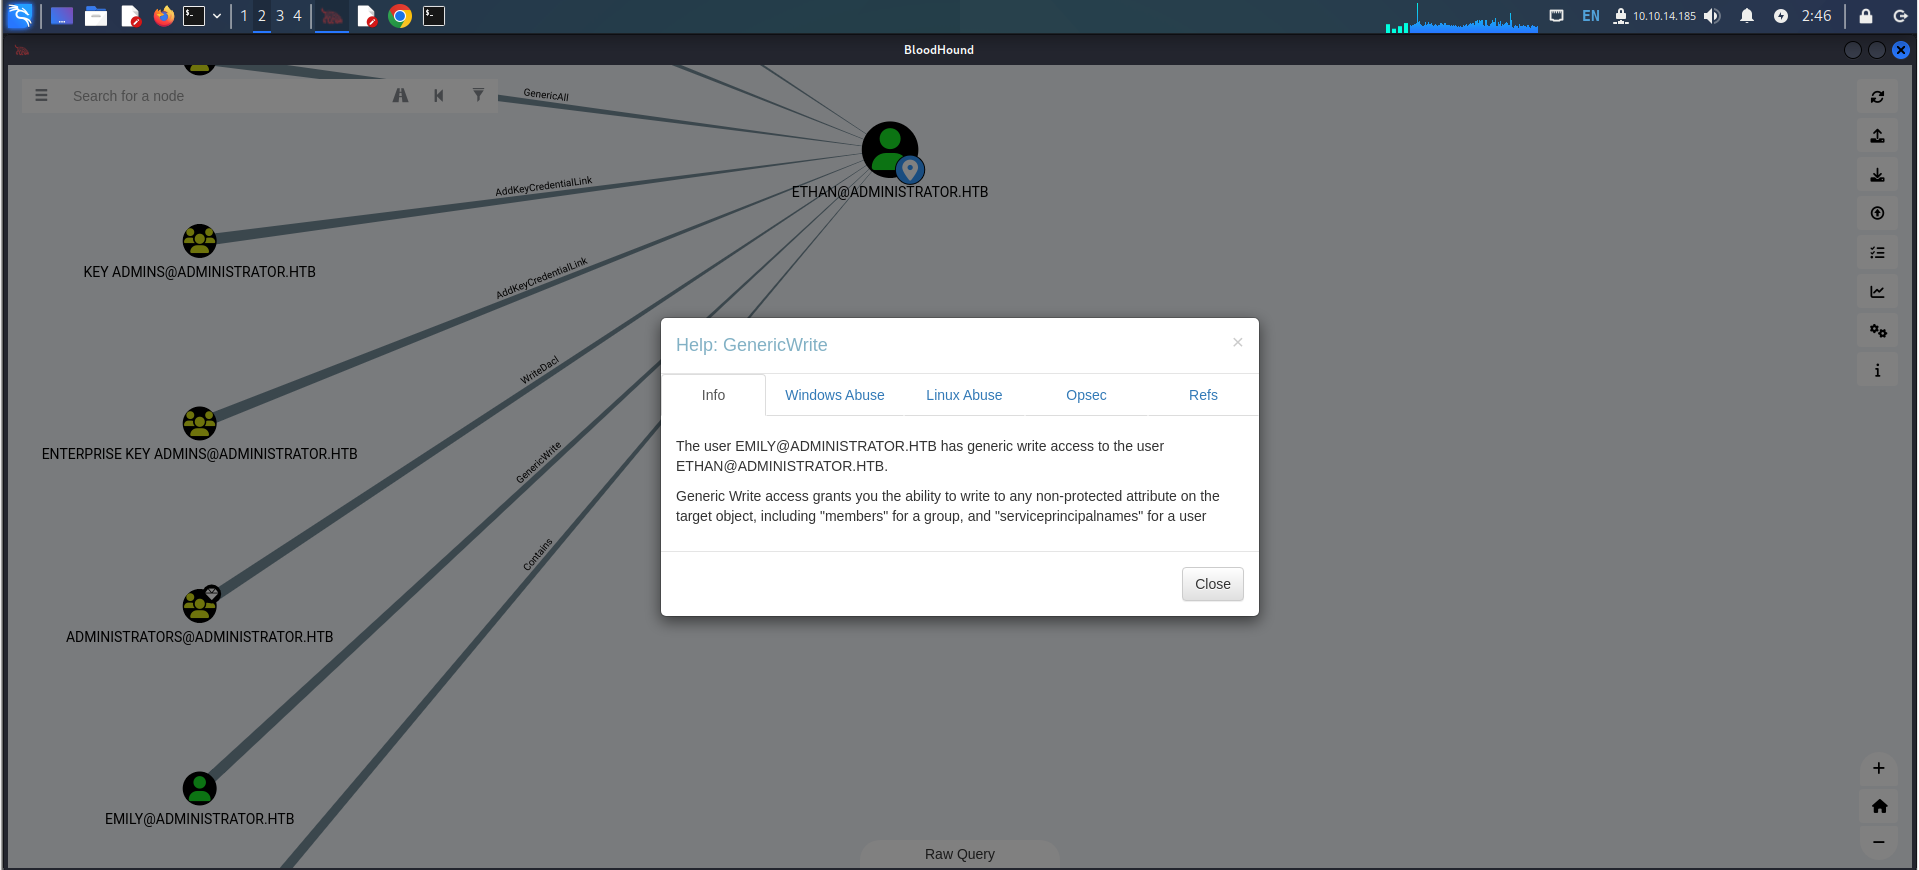 1 2 3 4
EN
10.10.14.185
2:46
BloodHound
Search for a node
GenericAll
ETHAN@ADMINISTRATOR.HTB
AddKeyCredentialLink
KEY ADMINS@ADMINISTRATOR.HTB
AddKeyCredentialLink
ENTERPRISE KEY ADMINS@ADMINISTRATOR.HTB
WriteDacl
ADMINISTRATORS@ADMINISTRATOR.HTB
GenericWrite
Contains
EMILY@ADMINISTRATOR.HTB
Help: GenericWrite
×
Info
Windows Abuse
Linux Abuse
Opsec
Refs
The user EMILY@ADMINISTRATOR.HTB has generic write access to the user
ETHAN@ADMINISTRATOR.HTB.
Generic Write access grants you the ability to write to any non-protected attribute on the
target object, including "members" for a group, and "serviceprincipalnames" for a user
Close
Raw Query